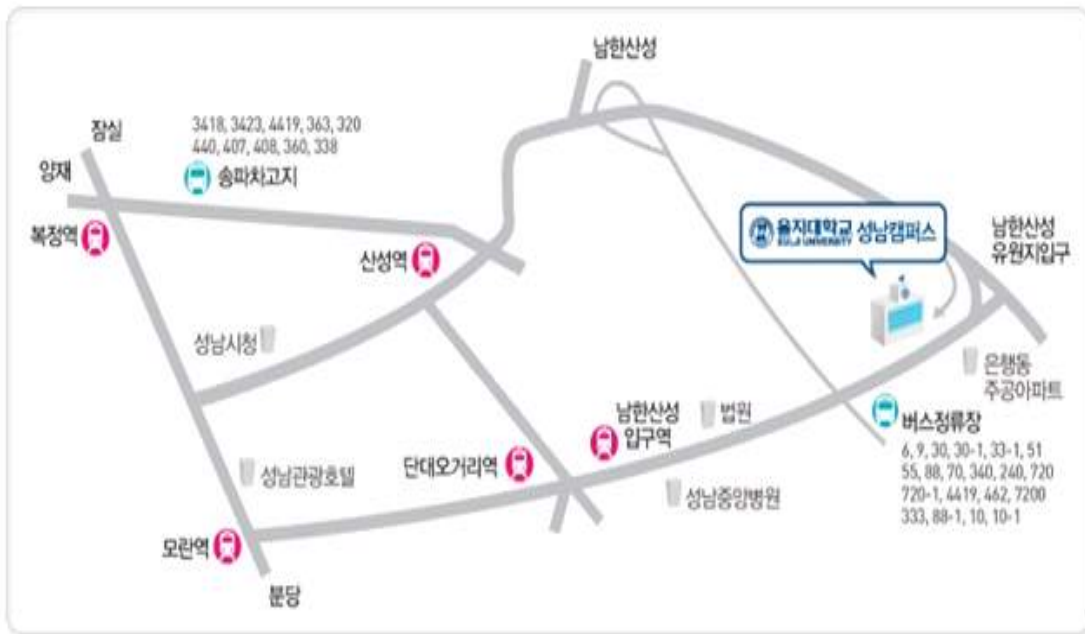 남한산성
잠실
3418, 3423, 4419, 363, 320
440, 407, 408, 360, 338
양재
송파차고지
복정역
산성역
을지대학교
EULJI UNIVERSITY
성남캠퍼스
남한산성
유원지입구
성남시청
은행동
주공아파트
남한산성
입구역
법원
버스정류장
6, 9, 30, 30-1, 33-1, 51
55, 88, 70, 340, 240, 720
720-1, 4419, 462, 7200
333, 88-1, 10, 10-1
단대오거리역
성남관광호텔
성남중앙병원
모란역
분당